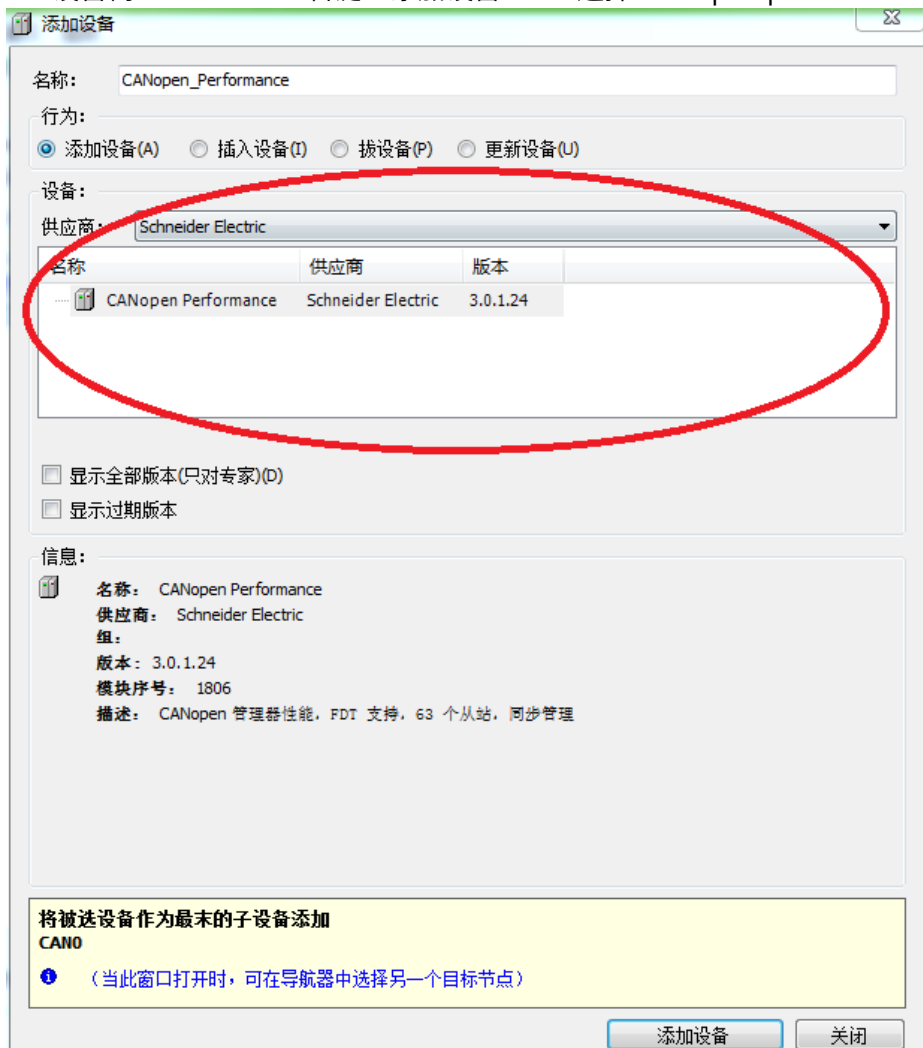 添加设备
名称: CANopen_Performance
行为:
添加设备(A) 插入设备(I) 拔设备(P) 更新设备(U)
设备:
供应商: Schneider Electric
名称 供应商 版本
CANopen Performance Schneider Electric 3.0.1.24
显示全部版本(只对专家)(D)
显示过期版本
信息:
名称: CANopen Performance
供应商: Schneider Electric
组:
版本: 3.0.1.24
模块序号: 1806
描述: CANopen 管理器性能, FDT 支持, 63 个从站, 同步管理
将被选设备作为最末的子设备添加
CAN0
(当此窗口打开时,可在导航器中选择另一个目标节点)
添加设备 关闭